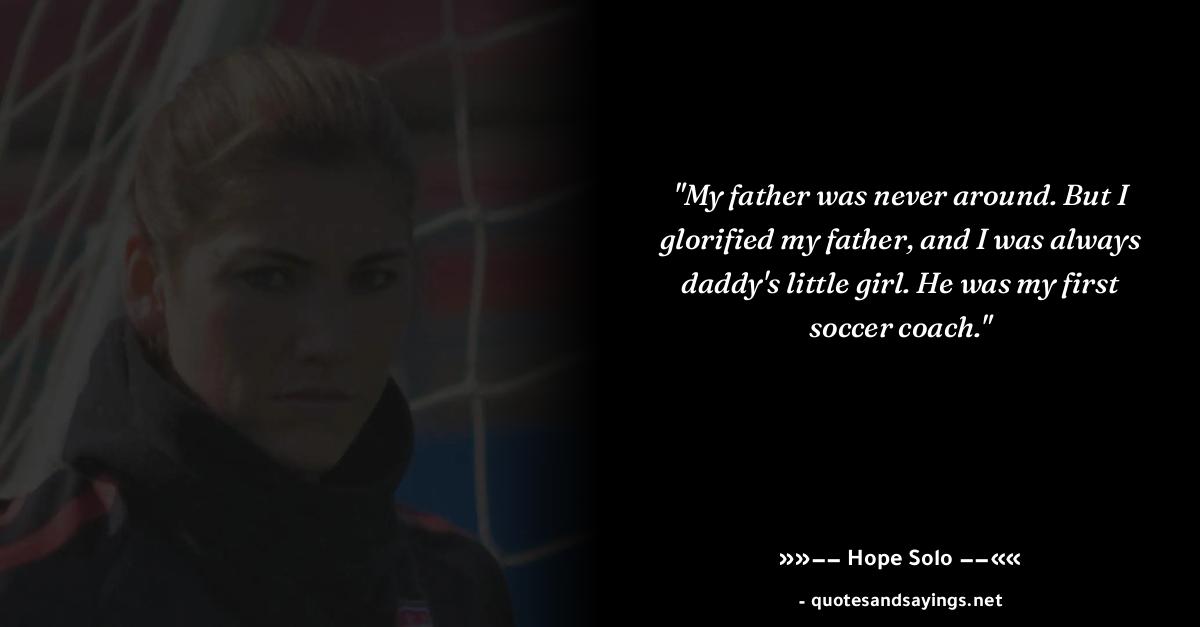 "My father was never around. But I
glorified my father, and I was always
daddy's little girl. He was my first
soccer coach."
»»–– Hope Solo ––««
- quotesandsayings.net